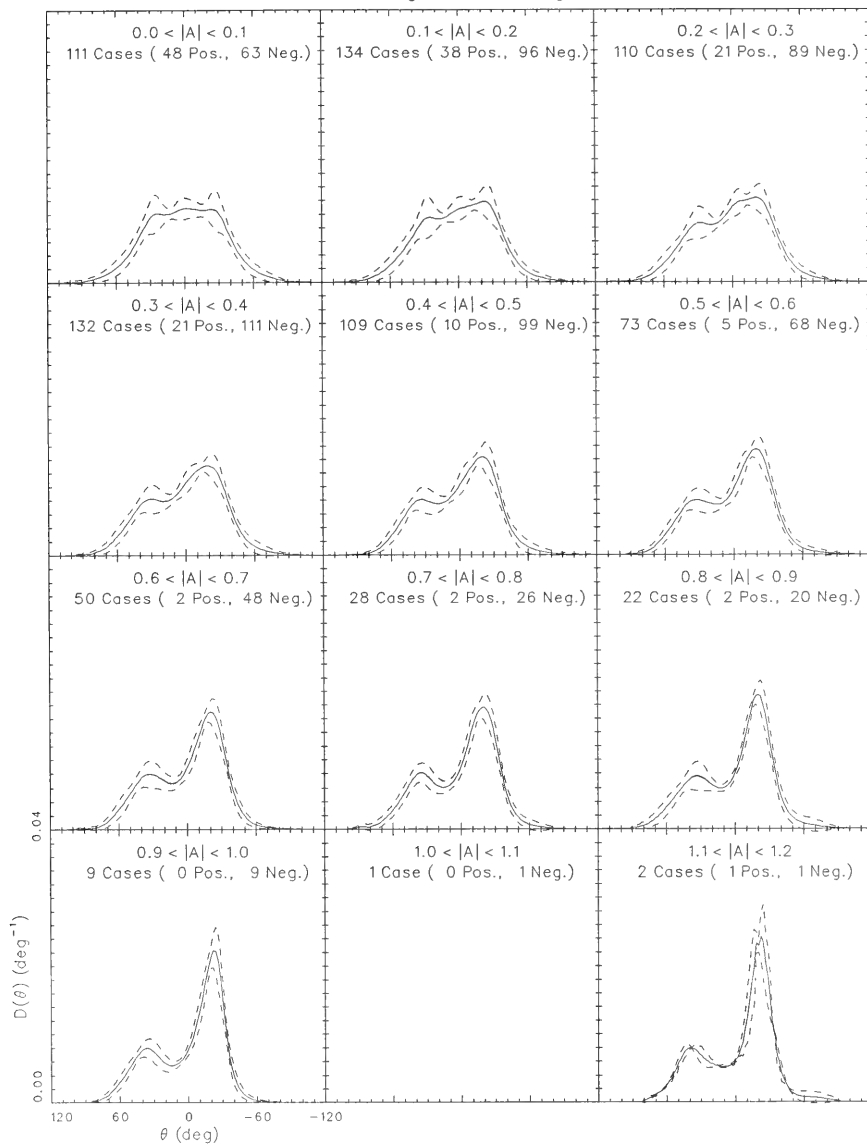 0.0 < |A| < 0.1
111 Cases ( 48 Pos., 63 Neg.)
0.1 < |A| < 0.2
134 Cases ( 38 Pos., 96 Neg.)
0.2 < |A| < 0.3
110 Cases ( 21 Pos., 89 Neg.)
0.3 < |A| < 0.4
132 Cases ( 21 Pos., 111 Neg.)
0.4 < |A| < 0.5
109 Cases ( 10 Pos., 99 Neg.)
0.5 < |A| < 0.6
73 Cases ( 5 Pos., 68 Neg.)
0.6 < |A| < 0.7
50 Cases ( 2 Pos., 48 Neg.)
0.7 < |A| < 0.8
28 Cases ( 2 Pos., 26 Neg.)
0.8 < |A| < 0.9
22 Cases ( 2 Pos., 20 Neg.)
0.9 < |A| < 1.0
9 Cases ( 0 Pos., 9 Neg.)
1.0 < |A| < 1.1
1 Case ( 0 Pos., 1 Neg.)
1.1 < |A| < 1.2
2 Cases ( 1 Pos., 1 Neg.)
0.04
D(θ) (deg⁻¹)
0.00
120 60 0 -60 -120
θ (deg)